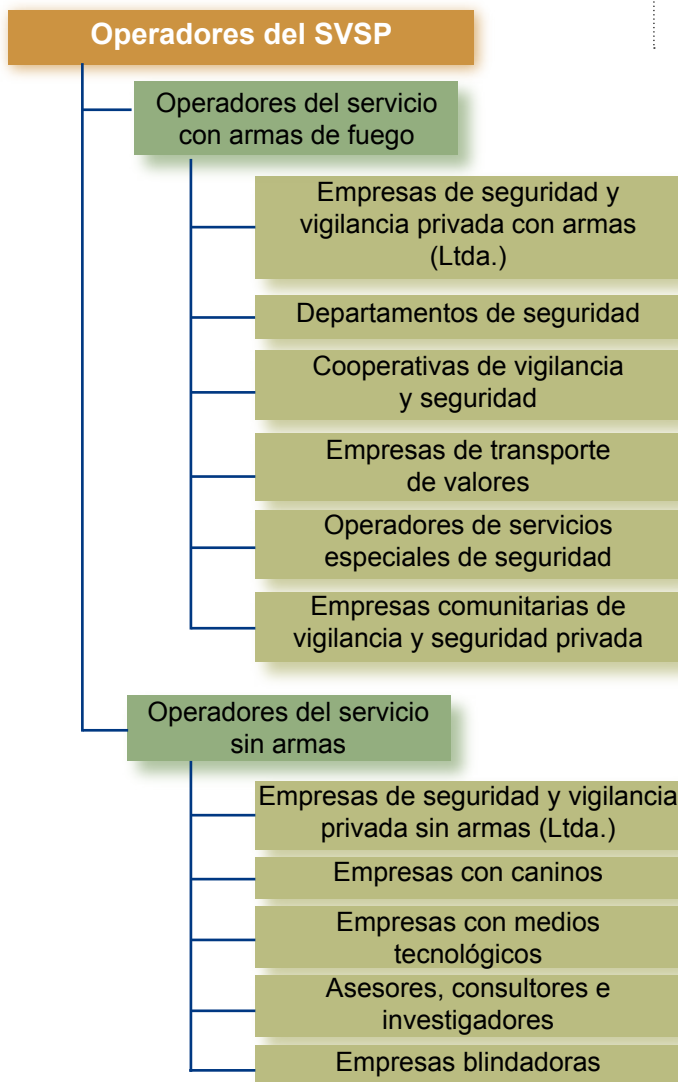 Operadores del SVSP
Operadores del servicio
con armas de fuego
Empresas de seguridad y
vigilancia privada con armas
(Ltda.)
Departamentos de seguridad
Cooperativas de vigilancia
y seguridad
Empresas de transporte
de valores
Operadores de servicios
especiales de seguridad
Empresas comunitarias de
vigilancia y seguridad privada
Operadores del servicio
sin armas
Empresas de seguridad y vigilancia
privada sin armas (Ltda.)
Empresas con caninos
Empresas con medios
tecnológicos
Asesores, consultores e
investigadores
Empresas blindadoras